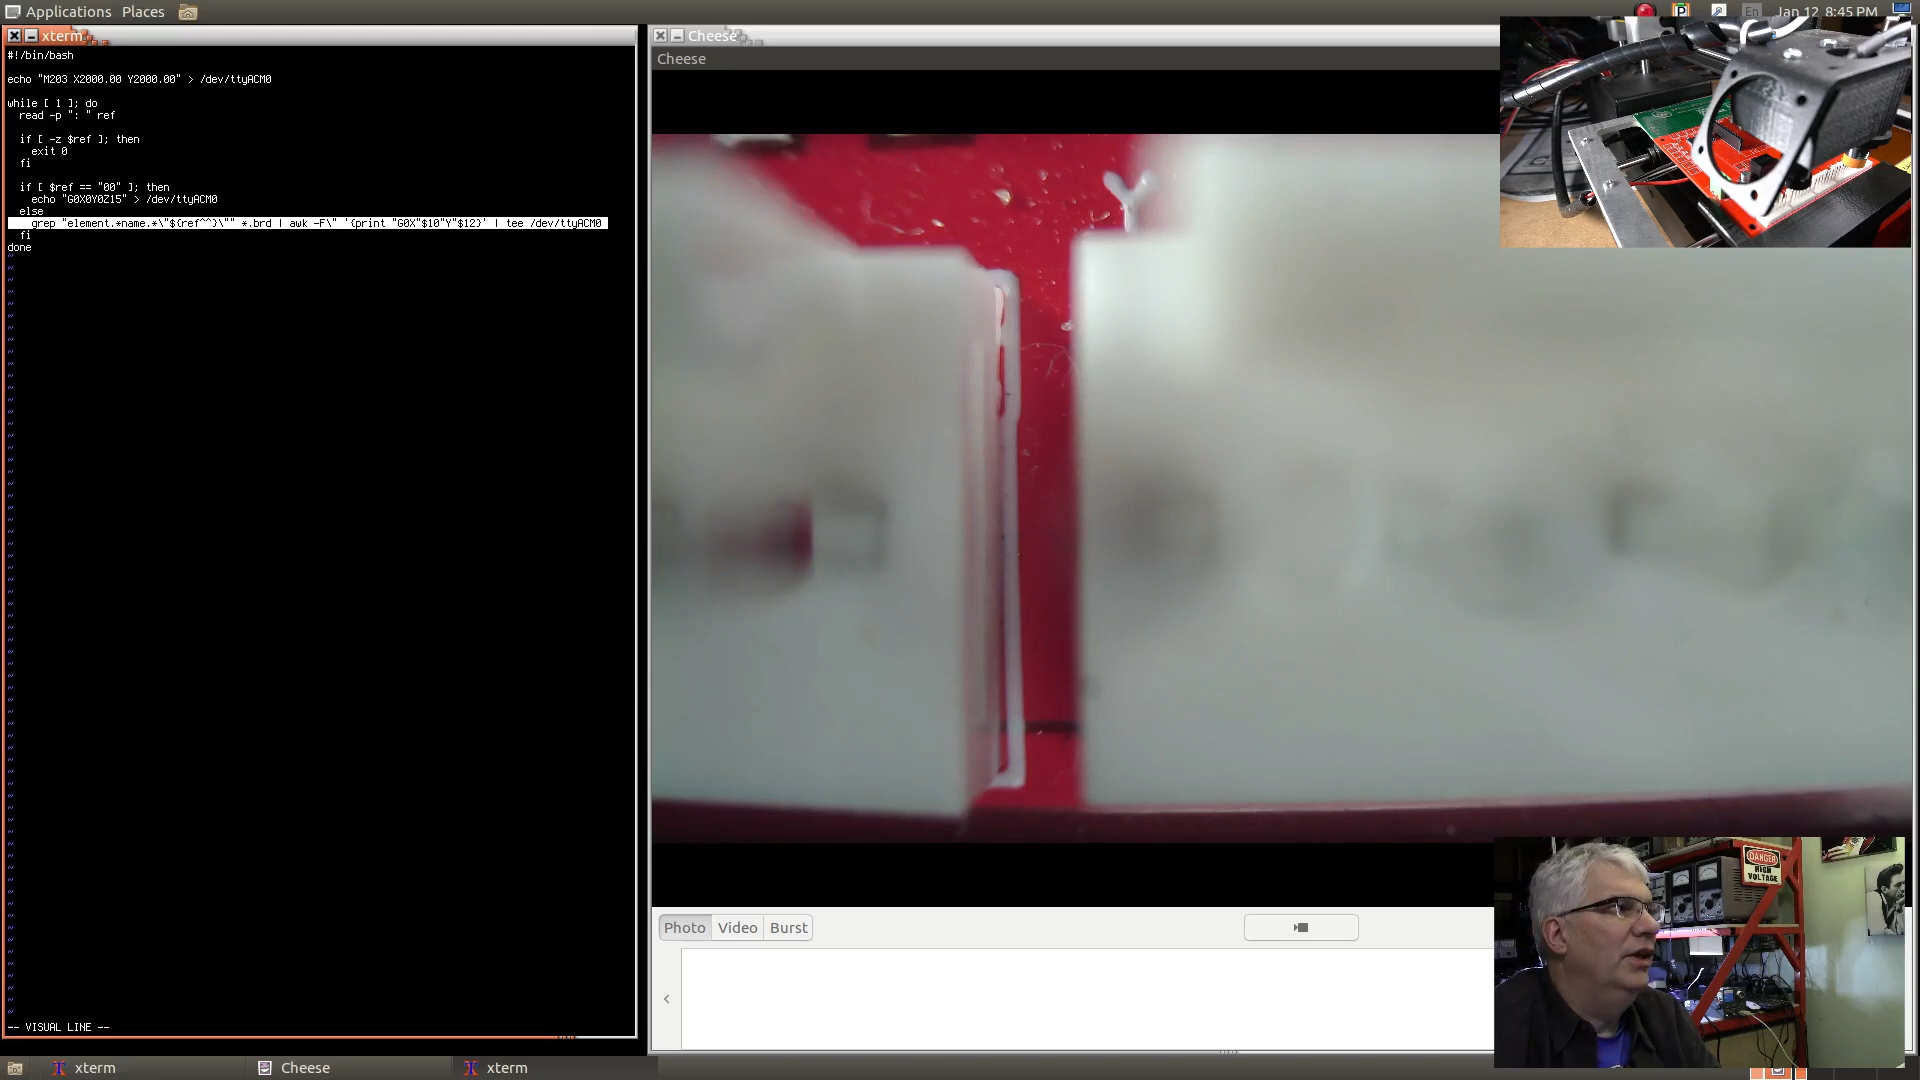 Applications Places
En Jan 12 8:45 PM
xterm
#!/bin/bash
echo "M203 X2000.00 Y2000.00" > /dev/ttyACM0
while [ 1 ]; do
read -p ": " ref
if [ -z $ref ]; then
exit 0
fi
if [ $ref == "00" ]; then
echo "G0X0Y0Z15" > /dev/ttyACM0
else
grep "element.*name.*\"${ref^^}\"" *.brd | awk -F\" '{print "G0X"$10"Y"$12}' | tee /dev/ttyACM0
fi
done
-- VISUAL LINE --
Cheese
Cheese
Y
Photo Video Burst
DANGER
HIGH
VOLTAGE
xterm Cheese xterm